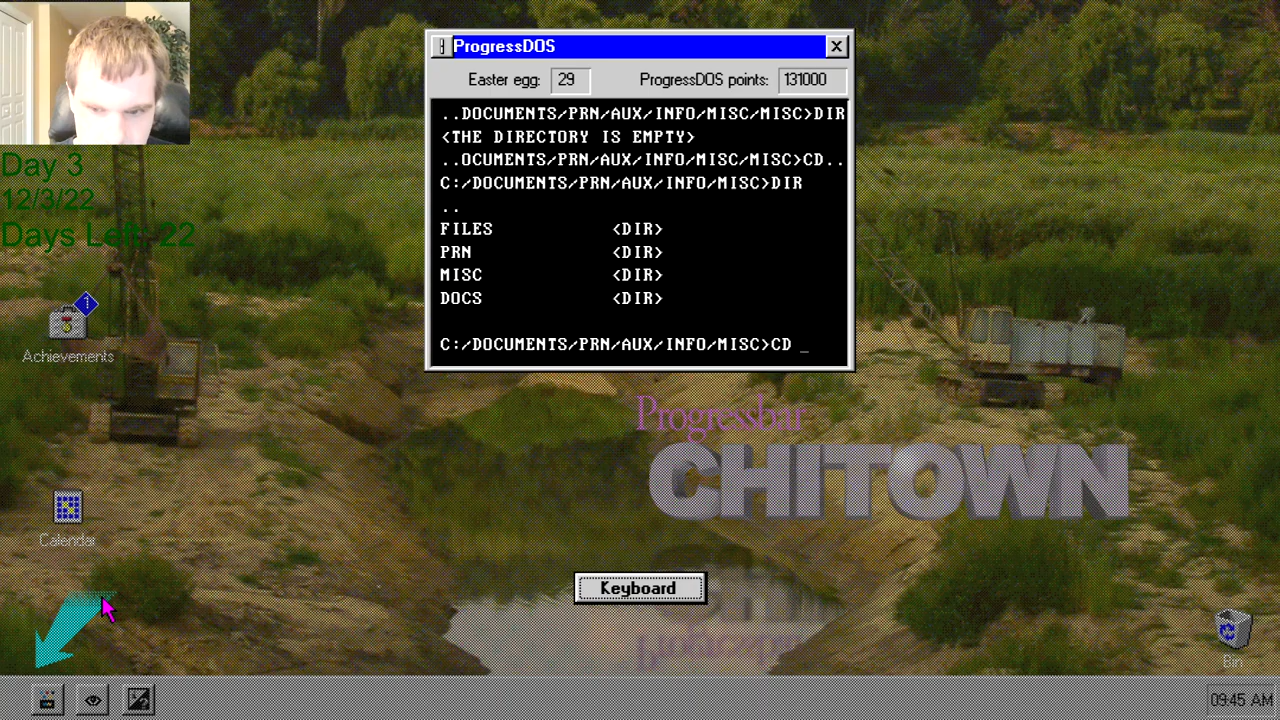 ProgressDOS
Easter egg: 29 ProgressDOS points: 131000
..DOCUMENTS/PRN/AUX/INFO/MISC/MISC>DIR
<THE DIRECTORY IS EMPTY>
..OCUMENTS/PRN/AUX/INFO/MISC/MISC>CD..
C:/DOCUMENTS/PRN/AUX/INFO/MISC>DIR
..
FILES <DIR>
PRN <DIR>
MISC <DIR>
DOCS <DIR>
C:/DOCUMENTS/PRN/AUX/INFO/MISC>CD _
Day 3
12/3/22
Days Left: 22
1
Achievements
Calendar
Progressbar
CHITOWN
Keyboard
Bin
09:45 AM